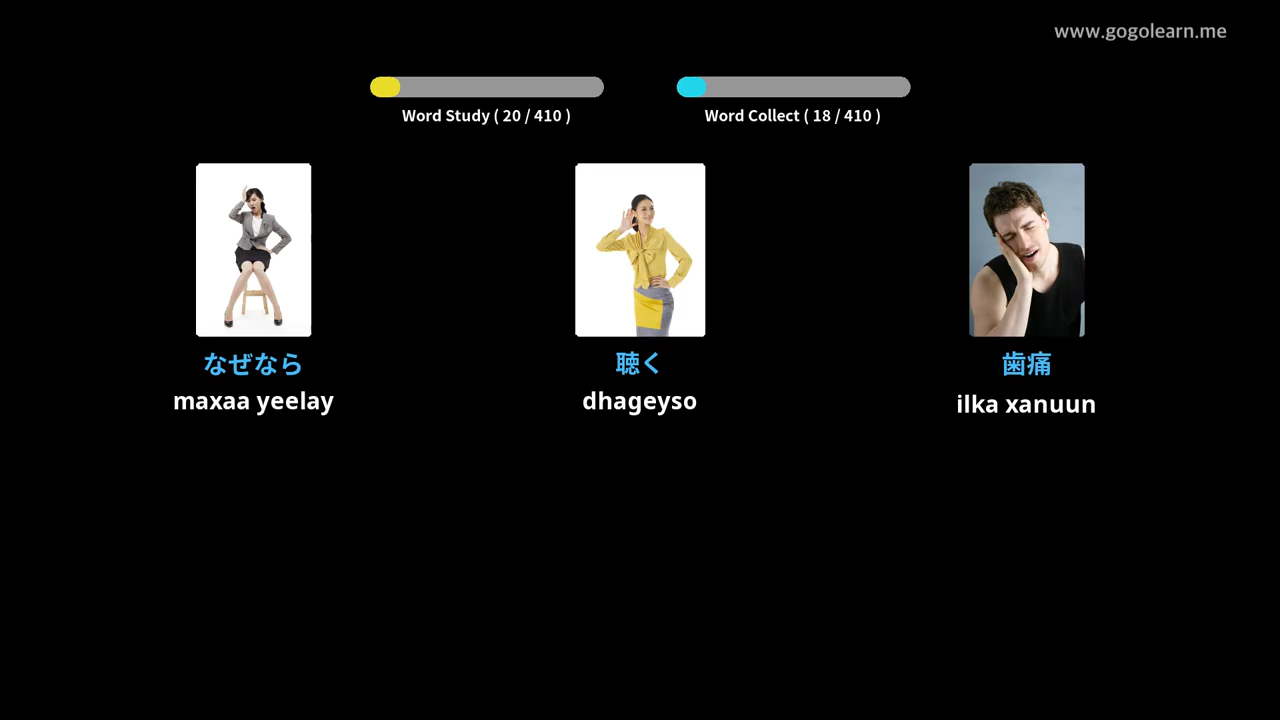 www.gogolearn.me
Word Study ( 20 / 410 )
Word Collect ( 18 / 410 )
なぜなら
maxaa yeelay
聴く
dhageyso
歯痛
ilka xanuun